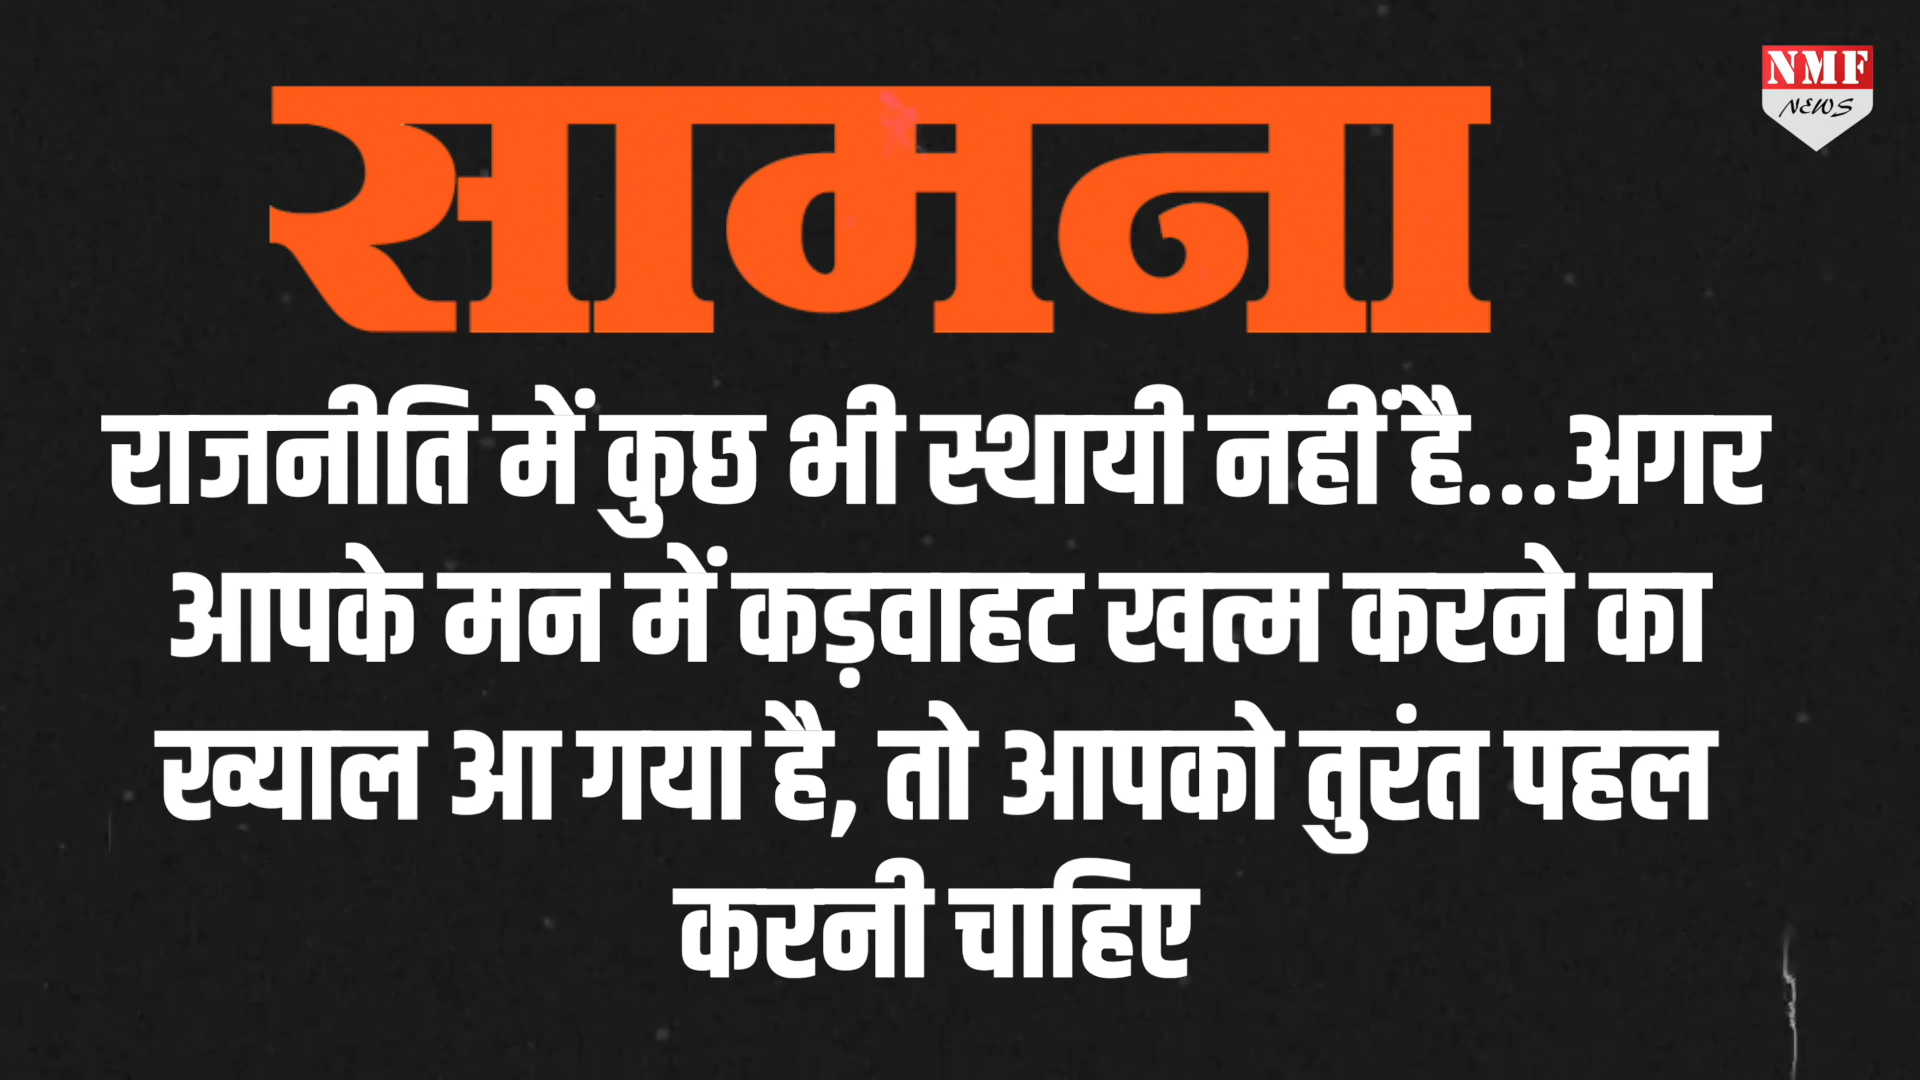 NMF
NEWS
सामना
राजनीति में कुछ भी स्थायी नहीं है...अगर
आपके मन में कड़वाहट खत्म करने का
ख्याल आ गया है, तो आपको तुरंत पहल
करनी चाहिए